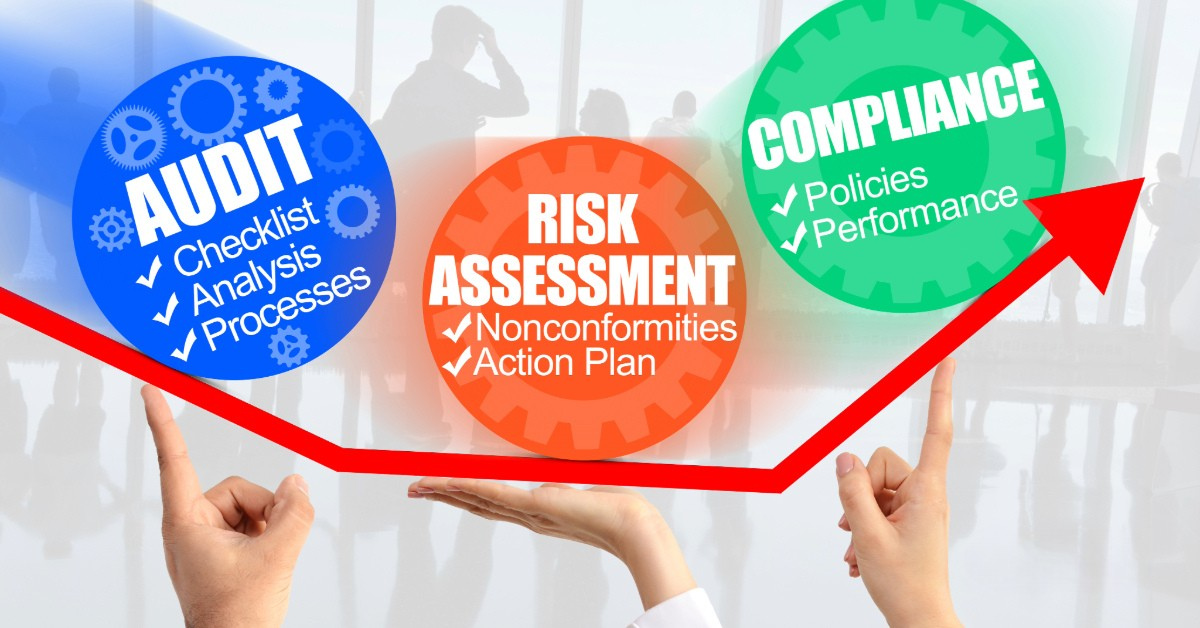 AUDIT
✓ Checklist
✓ Analysis
✓ Processes
RISK
ASSESSMENT
✓ Nonconformities
✓ Action Plan
COMPLIANCE
✓ Policies
✓ Performance